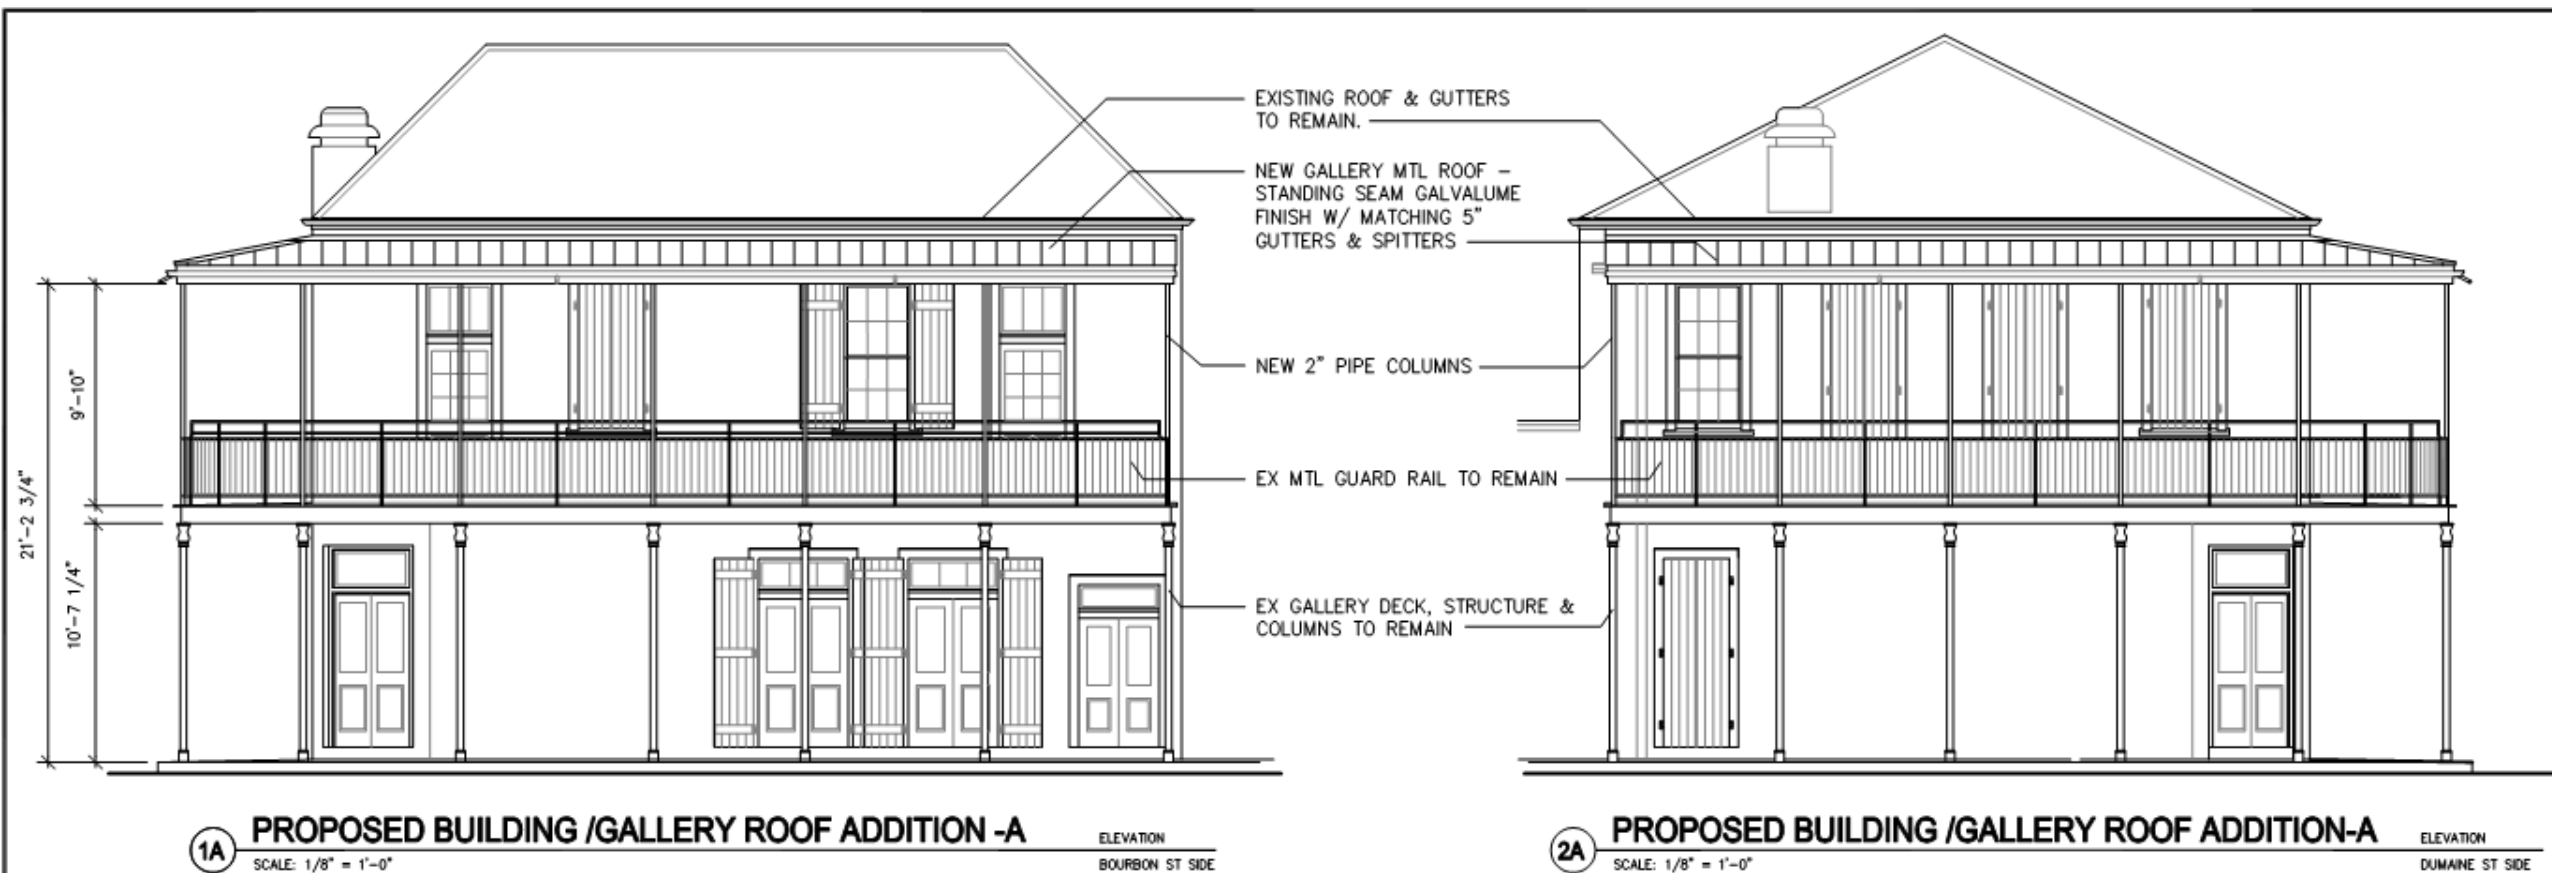 EXISTING ROOF & GUTTERS
TO REMAIN.
NEW GALLERY MTL ROOF -
STANDING SEAM GALVALUME
FINISH W/ MATCHING 5"
GUTTERS & SPITTERS
NEW 2" PIPE COLUMNS
EX MTL GUARD RAIL TO REMAIN
EX GALLERY DECK, STRUCTURE &
COLUMNS TO REMAIN
21'-2 3/4"
9'-10"
10'-7 1/4"
1A
PROPOSED BUILDING /GALLERY ROOF ADDITION -A
ELEVATION
SCALE: 1/8" = 1'-0"
BOURBON ST SIDE
2A
PROPOSED BUILDING /GALLERY ROOF ADDITION-A
ELEVATION
SCALE: 1/8" = 1'-0"
DUMAINE ST SIDE